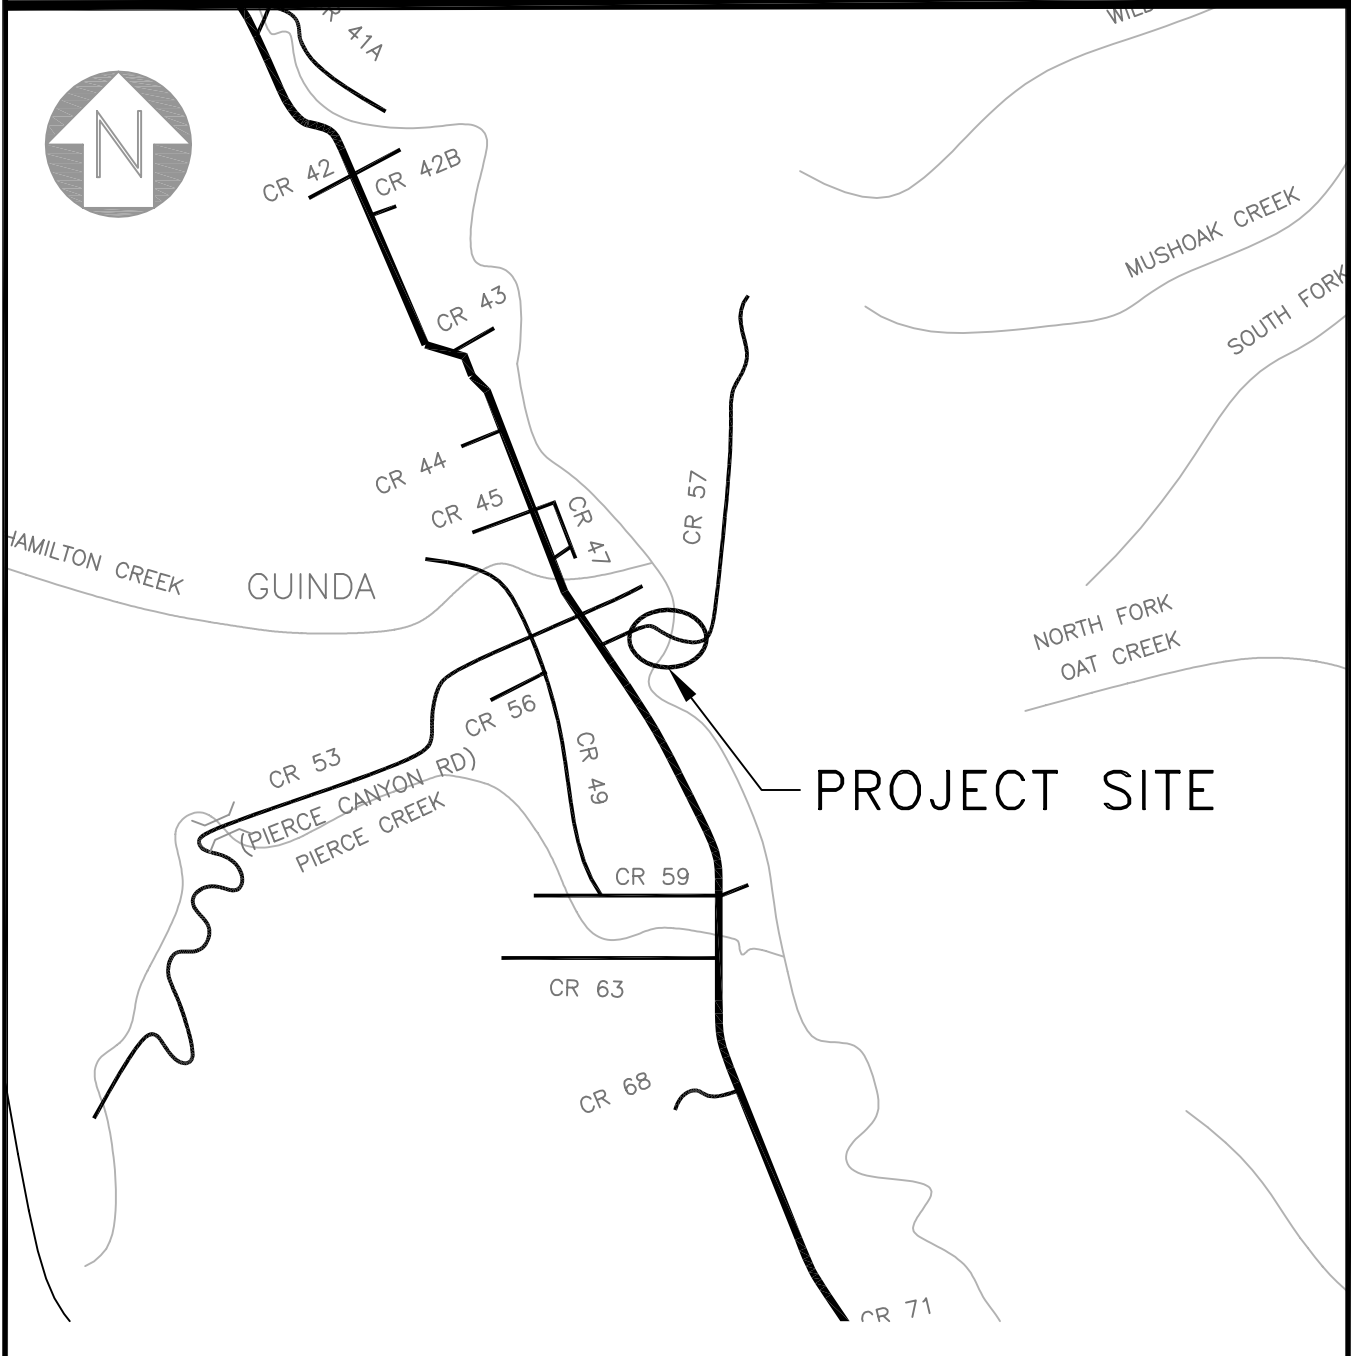 41A
N
CR 42
CR 42B
MUSHOAK CREEK
CR 43
SOUTH FORK
CR 44
CR 45
CR 47
CR 57
HAMILTON CREEK
GUINDA
NORTH FORK
OAT CREEK
CR 56
CR 53
(PIERCE CANYON RD)
PIERCE CREEK
CR 49
PROJECT SITE
CR 59
CR 63
CR 68
CR 71